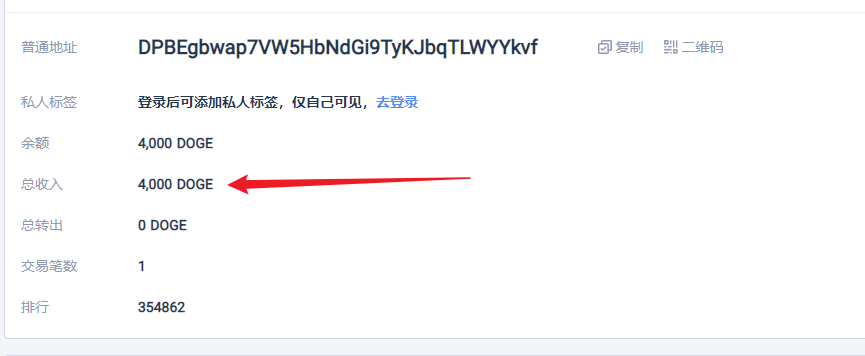 普通地址 DPBEgbwap7VW5HbNdGi9TyKJbqTLWYYkvf 复制 二维码
私人标签 登录后可添加私人标签，仅自己可见，去登录
余额 4,000 DOGE
总收入 4,000 DOGE
总转出 0 DOGE
交易笔数 1
排行 354862